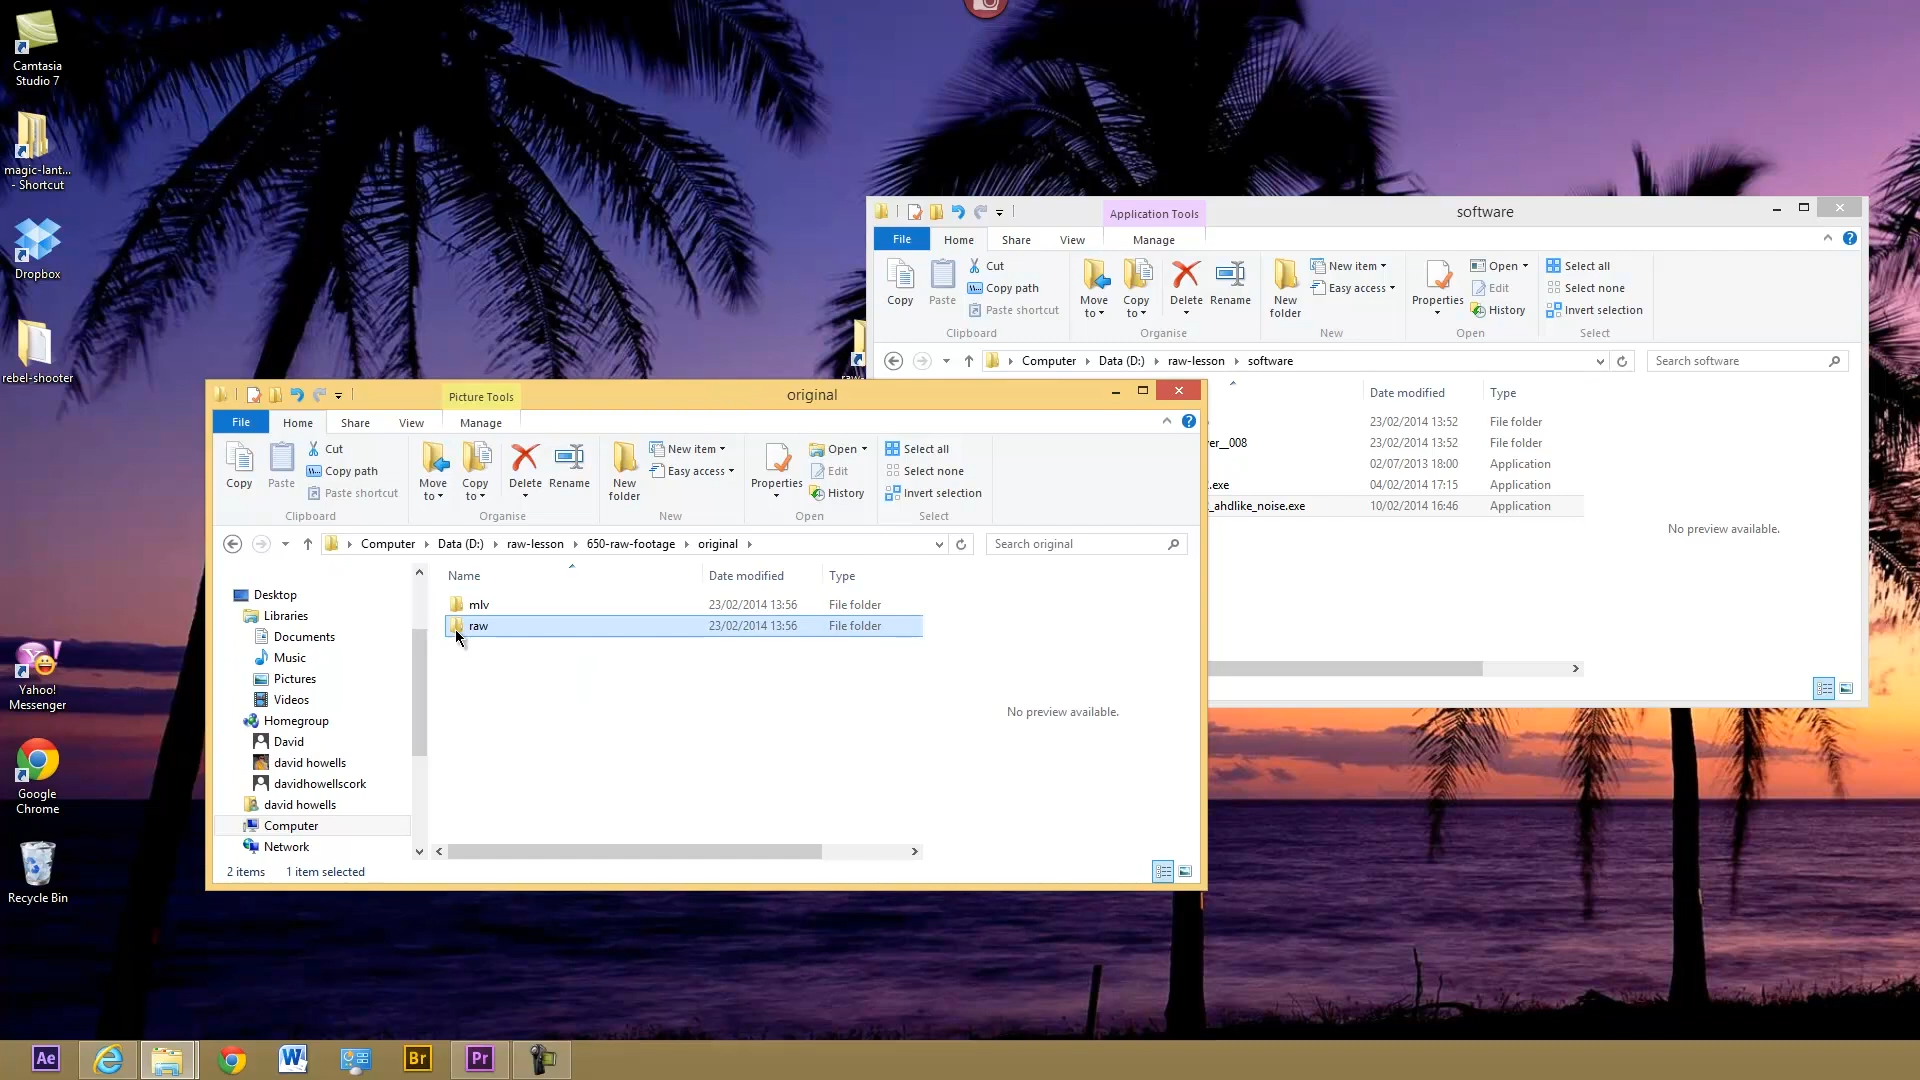 Camtasia
Studio 7
magic-lant...
- Shortcut
Dropbox
rebel-shooter
Yahoo!
Messenger
Google
Chrome
Recycle Bin
Application Tools
software
File
Home
Share
View
Manage
Copy
Paste
Cut
Copy path
Paste shortcut
Clipboard
Move
to
Copy
to
Delete
Rename
Organise
New
folder
New item
Easy access
New
Properties
Open
Edit
History
Open
Select all
Select none
Invert selection
Select
Computer
Data (D:)
raw-lesson
software
Search software
Date modified
Type
23/02/2014 13:52
File folder
er__008
23/02/2014 13:52
File folder
02/07/2013 18:00
Application
.exe
04/02/2014 17:15
Application
_ahdlike_noise.exe
10/02/2014 16:46
Application
No preview available.
Picture Tools
original
File
Home
Share
View
Manage
Copy
Paste
Cut
Copy path
Paste shortcut
Clipboard
Move
to
Copy
to
Delete
Rename
Organise
New
folder
New item
Easy access
New
Properties
Open
Edit
History
Open
Select all
Select none
Invert selection
Select
Computer
Data (D:)
raw-lesson
650-raw-footage
original
Search original
Desktop
Libraries
Documents
Music
Pictures
Videos
Homegroup
David
david howells
davidhowellscork
david howells
Computer
Network
Name
Date modified
Type
mlv
23/02/2014 13:56
File folder
raw
23/02/2014 13:56
File folder
No preview available.
2 items
1 item selected
Ae
Br
Pr